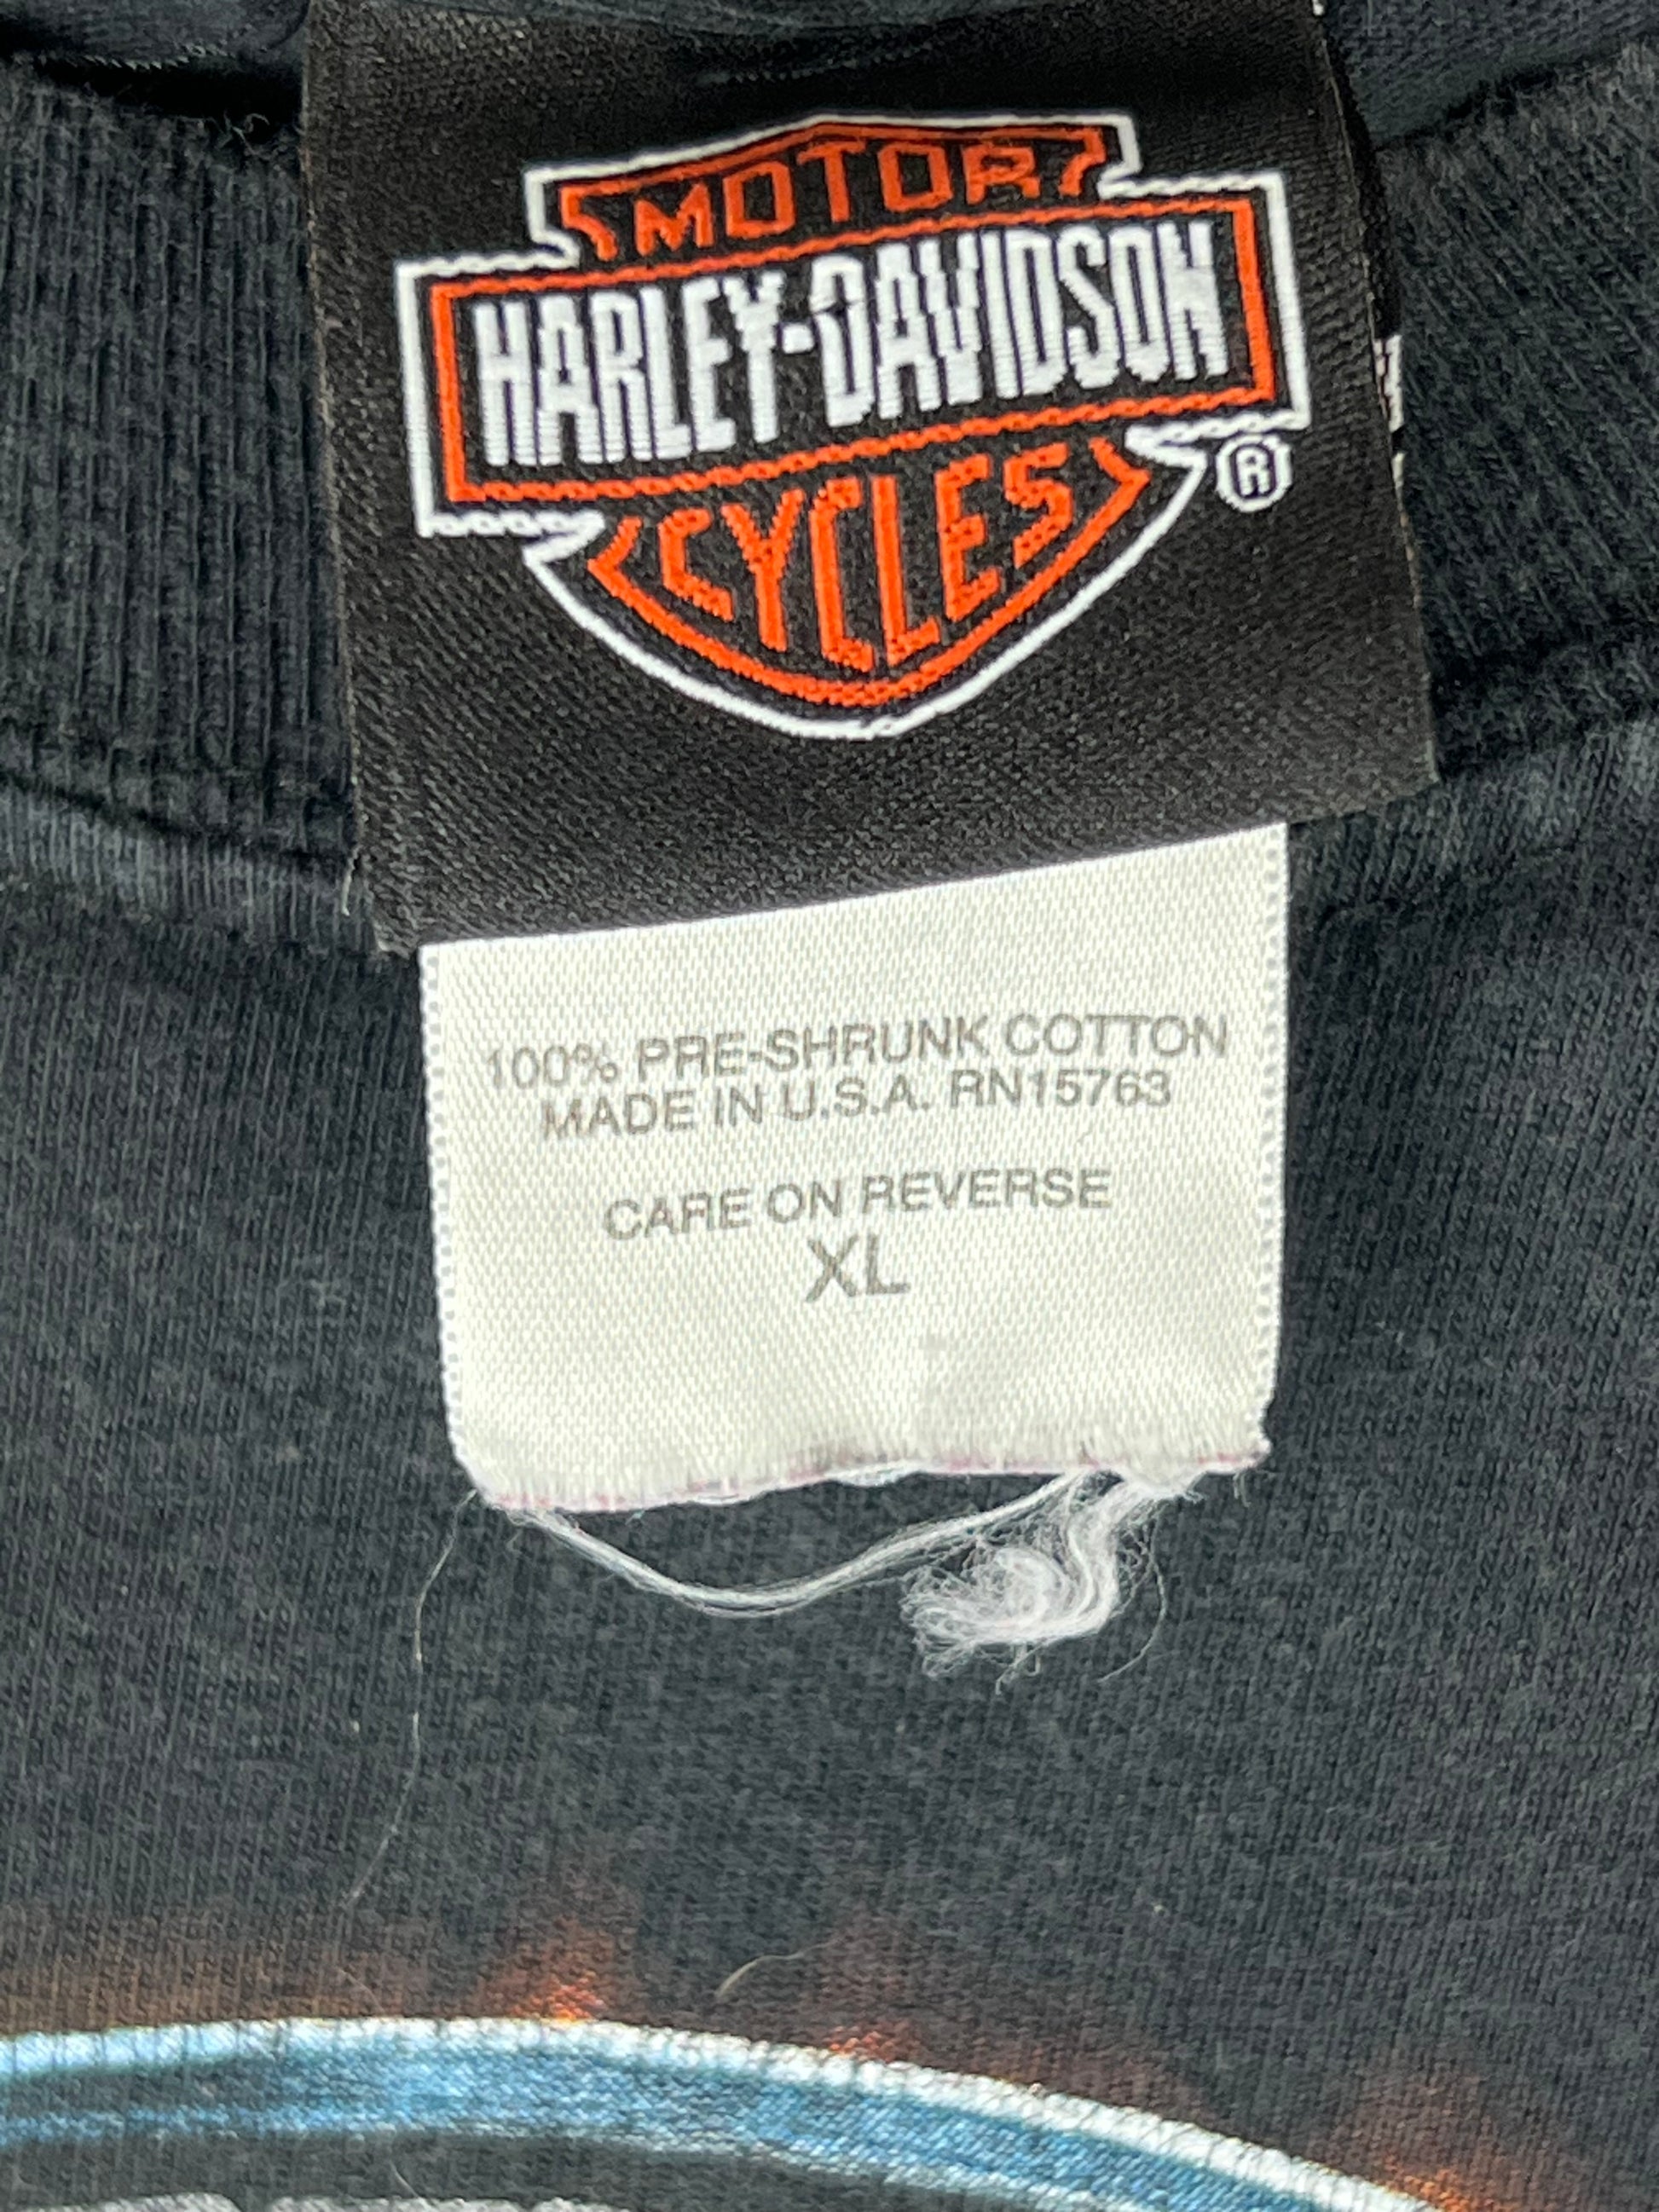 MOTOR
HARLEY-DAVIDSON
CYCLES
®
100% PRE-SHRUNK COTTON
MADE IN U.S.A. RN15763
CARE ON REVERSE
XL